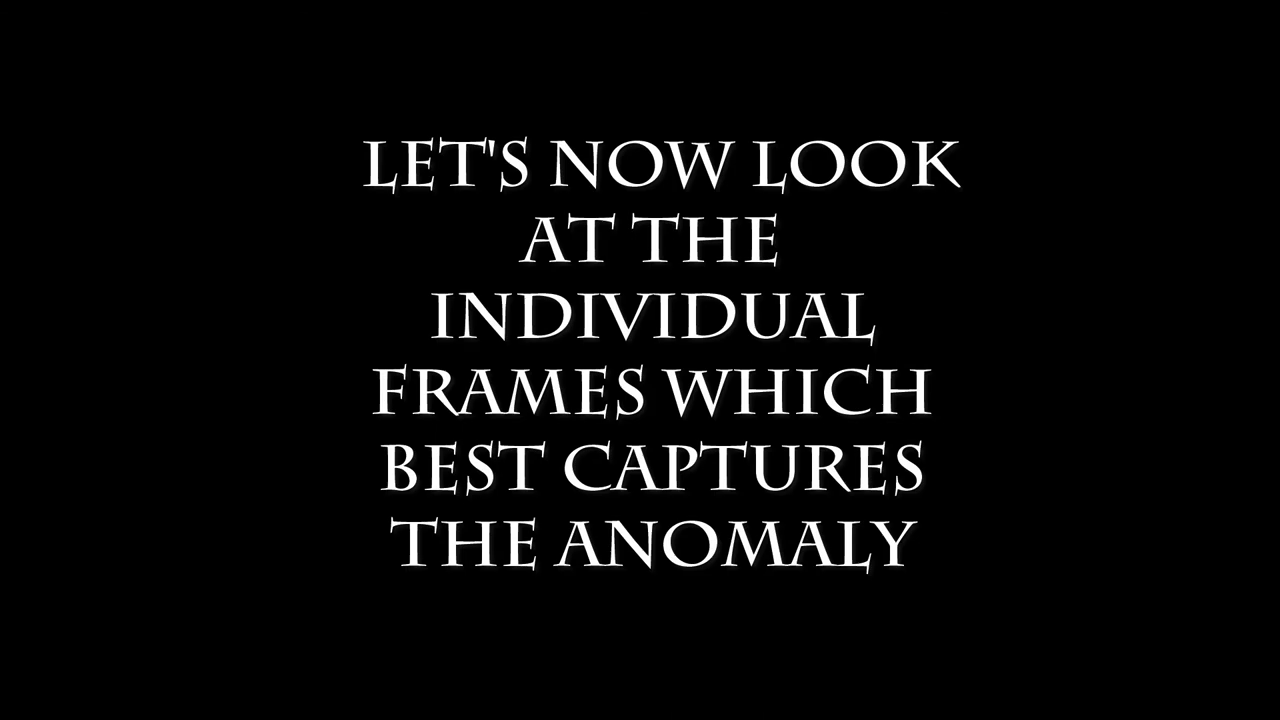 LET'S NOW LOOK
AT THE
INDIVIDUAL
FRAMES WHICH
BEST CAPTURES
THE ANOMALY